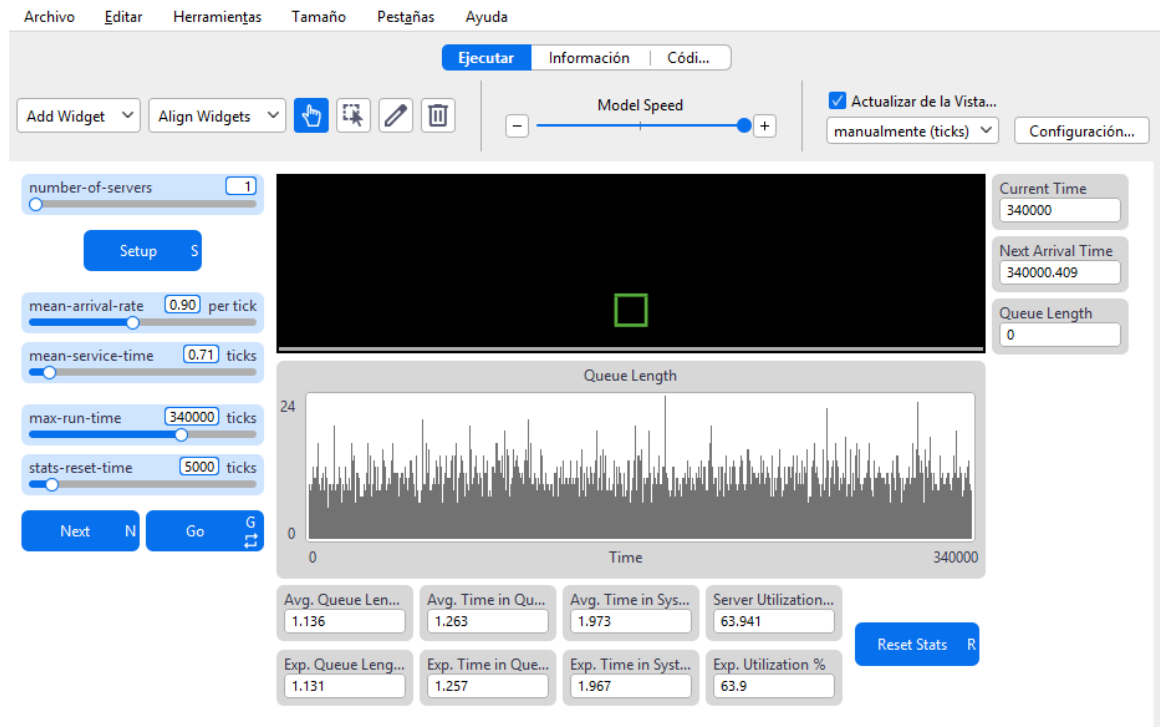 Archivo Editar Herramientas Tamaño Pestañas Ayuda
Ejecutar Información Códi...
Add Widget Align Widgets Model Speed Actualizar de la Vista...
- + manualmente (ticks) Configuración...
number-of-servers 1
Setup S
mean-arrival-rate 0.90 per tick
mean-service-time 0.71 ticks
max-run-time 340000 ticks
stats-reset-time 5000 ticks
Next N Go G
Current Time
340000
Next Arrival Time
340000.409
Queue Length
0
Queue Length
24
0
0 Time 340000
Avg. Queue Len... Avg. Time in Qu... Avg. Time in Sys... Server Utilization...
1.136 1.263 1.973 63.941
Exp. Queue Leng... Exp. Time in Que... Exp. Time in Syst... Exp. Utilization %
1.131 1.257 1.967 63.9
Reset Stats R